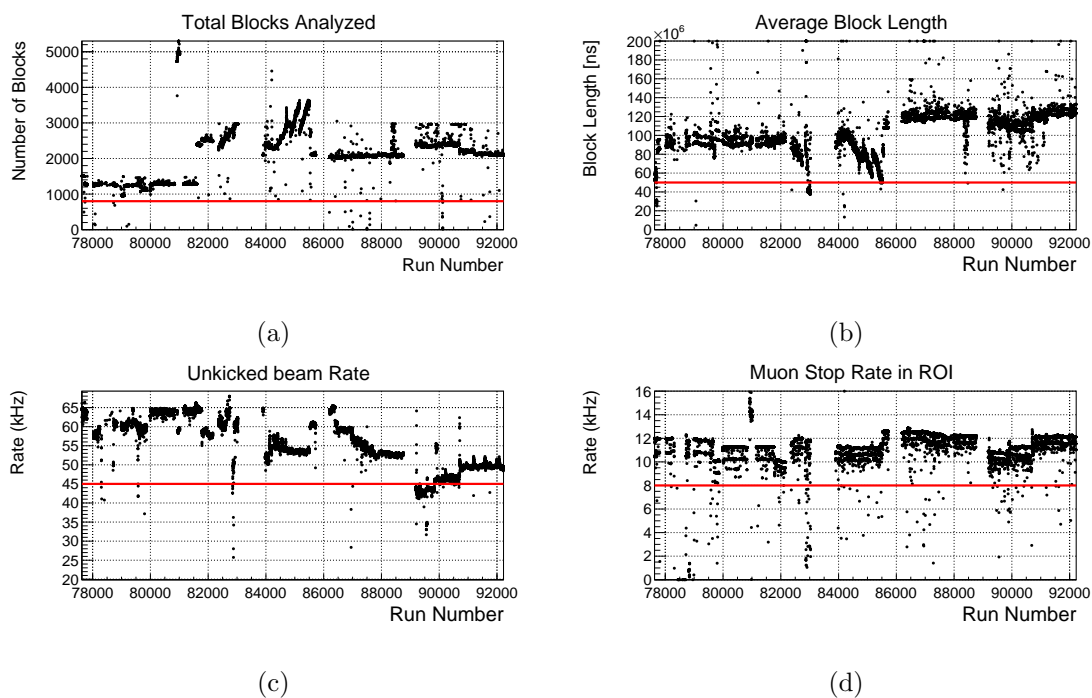 Total Blocks Analyzed
Number of Blocks
5000
4000
3000
2000
1000
0
78000 80000 82000 84000 86000 88000 90000 92000
Run Number
(a)
Average Block Length
×10⁶
Block Length [ns]
200
180
160
140
120
100
80
60
40
20
0
78000 80000 82000 84000 86000 88000 90000 92000
Run Number
(b)
Unkicked beam Rate
Rate (kHz)
65
60
55
50
45
40
35
30
25
20
78000 80000 82000 84000 86000 88000 90000 92000
Run Number
(c)
Muon Stop Rate in ROI
Rate (kHz)
16
14
12
10
8
6
4
2
0
78000 80000 82000 84000 86000 88000 90000 92000
Run Number
(d)